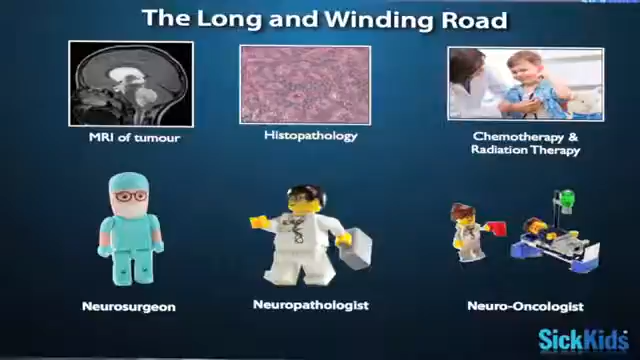 The Long and Winding Road
MRI of tumour
Histopathology
Chemotherapy &
Radiation Therapy
Neurosurgeon
Neuropathologist
Neuro-Oncologist
SickKids